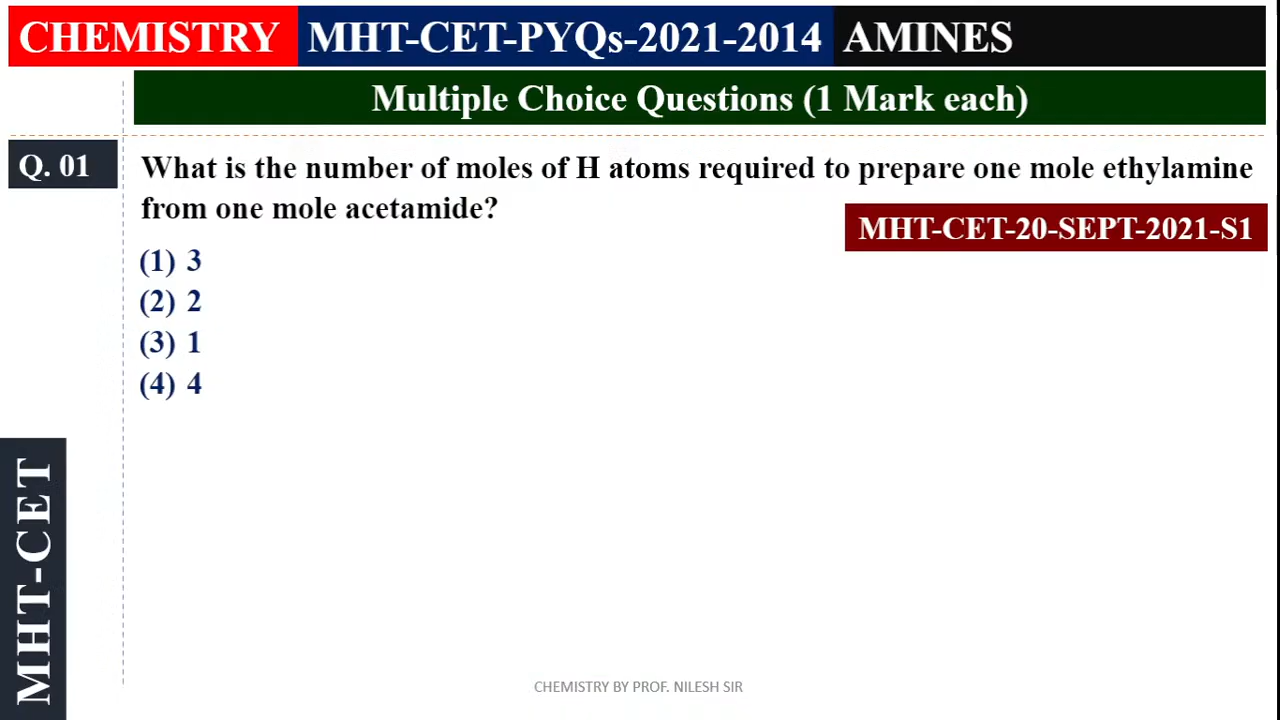 CHEMISTRY MHT-CET-PYQs-2021-2014 AMINES
Multiple Choice Questions (1 Mark each)
Q. 01
What is the number of moles of H atoms required to prepare one mole ethylamine
from one mole acetamide?
MHT-CET-20-SEPT-2021-S1
(1) 3
(2) 2
(3) 1
(4) 4
MHT-CET
CHEMISTRY BY PROF. NILESH SIR